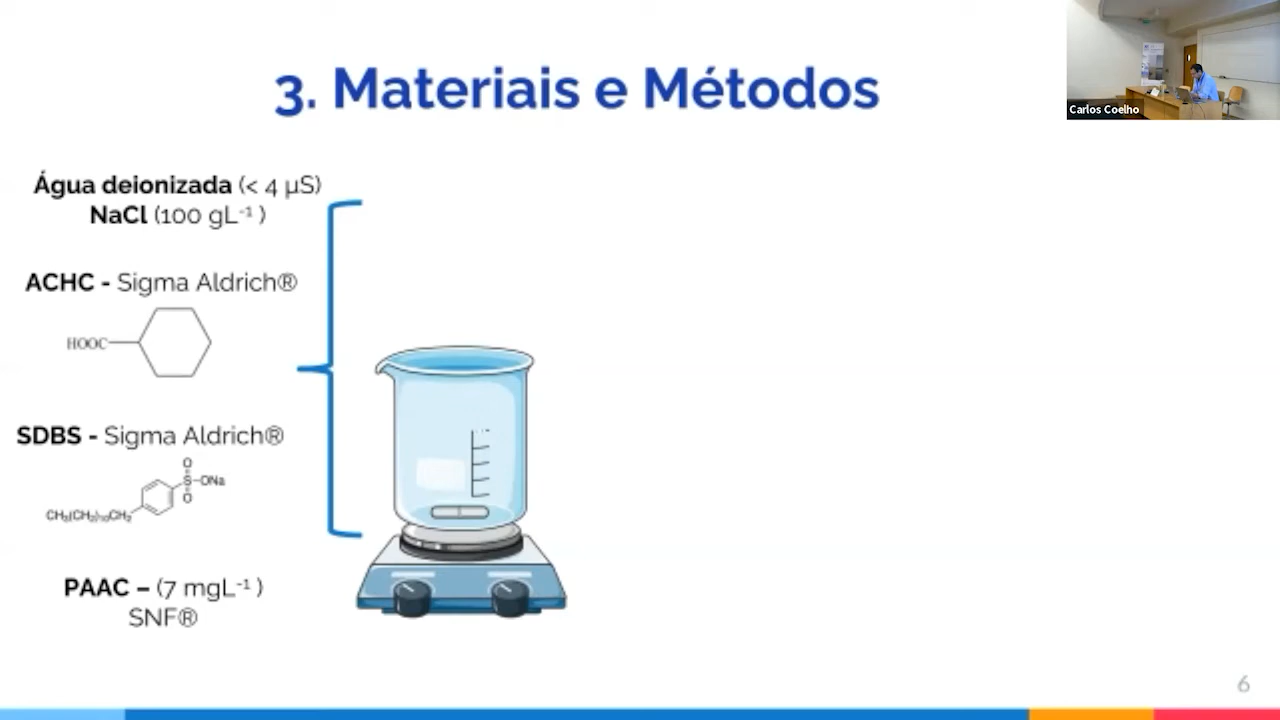 3. Materiais e Métodos
Carlos Coelho
Água deionizada (< 4 µS)
NaCl (100 gL⁻¹ )
ACHC - Sigma Aldrich®
HOOC
SDBS - Sigma Aldrich®
O
S-ONa
O
CH₃(CH₂)₁₀CH₂
PAAC – (7 mgL⁻¹ )
SNF®
6